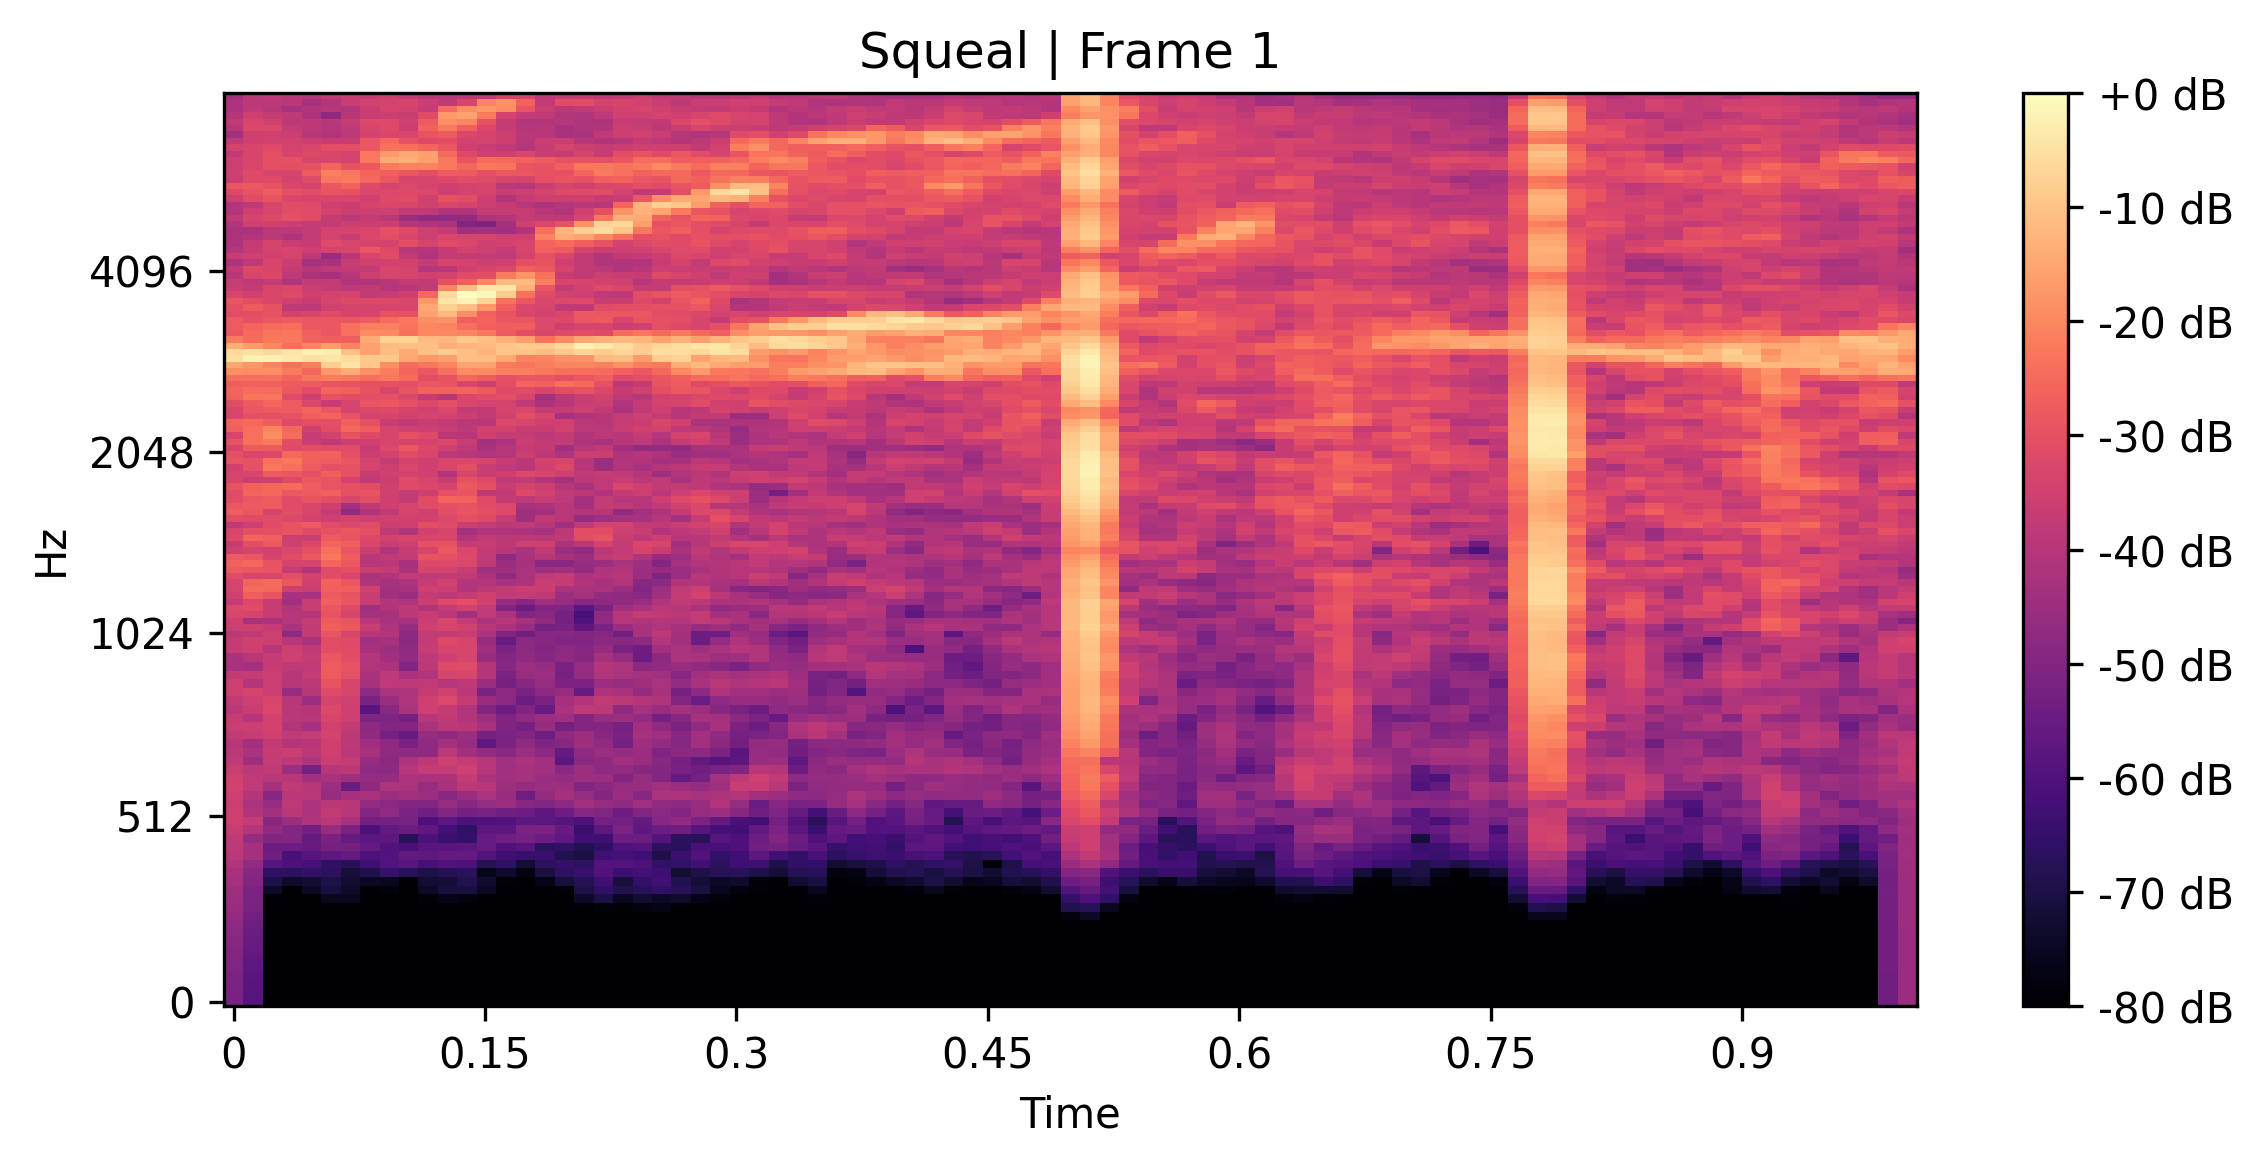 Squeal | Frame 1
Hz
4096
2048
1024
512
0
0
0.15
0.3
0.45
0.6
0.75
0.9
Time
+0 dB
-10 dB
-20 dB
-30 dB
-40 dB
-50 dB
-60 dB
-70 dB
-80 dB